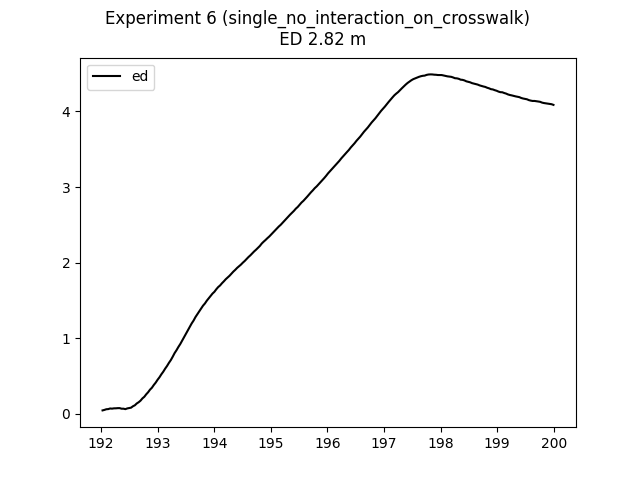 Experiment 6 (single_no_interaction_on_crosswalk)
ED 2.82 m
ed
4
3
2
1
0
192 193 194 195 196 197 198 199 200